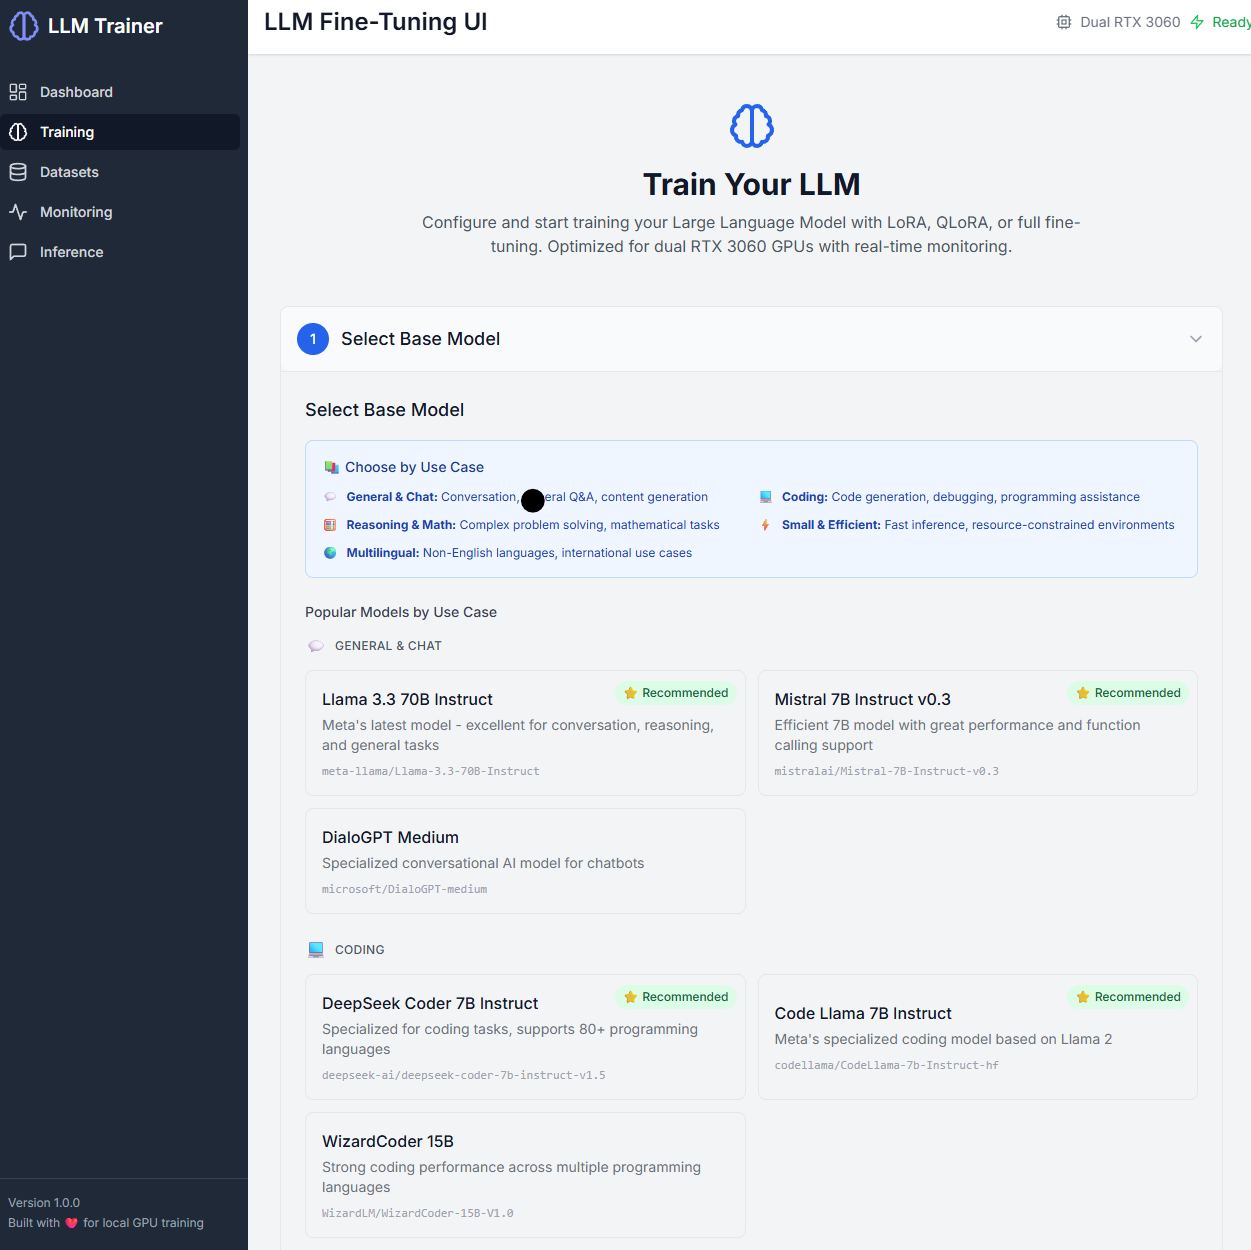 LLM Trainer
Dashboard
Training
Datasets
Monitoring
Inference
Version 1.0.0
Built with ❤️ for local GPU training
LLM Fine-Tuning UI
Dual RTX 3060
Ready
Train Your LLM
Configure and start training your Large Language Model with LoRA, QLoRA, or full fine-
tuning. Optimized for dual RTX 3060 GPUs with real-time monitoring.
1 Select Base Model
Select Base Model
📚 Choose by Use Case
General & Chat: Conversation, eral Q&A, content generation
Coding: Code generation, debugging, programming assistance
Reasoning & Math: Complex problem solving, mathematical tasks
Small & Efficient: Fast inference, resource-constrained environments
Multilingual: Non-English languages, international use cases
Popular Models by Use Case
GENERAL & CHAT
Llama 3.3 70B Instruct
⭐ Recommended
Meta's latest model - excellent for conversation, reasoning,
and general tasks
meta-llama/Llama-3.3-70B-Instruct
Mistral 7B Instruct v0.3
⭐ Recommended
Efficient 7B model with great performance and function
calling support
mistralai/Mistral-7B-Instruct-v0.3
DialoGPT Medium
Specialized conversational AI model for chatbots
microsoft/DialoGPT-medium
CODING
DeepSeek Coder 7B Instruct
⭐ Recommended
Specialized for coding tasks, supports 80+ programming
languages
deepseek-ai/deepseek-coder-7b-instruct-v1.5
Code Llama 7B Instruct
⭐ Recommended
Meta's specialized coding model based on Llama 2
codellama/CodeLlama-7b-Instruct-hf
WizardCoder 15B
Strong coding performance across multiple programming
languages
WizardLM/WizardCoder-15B-V1.0